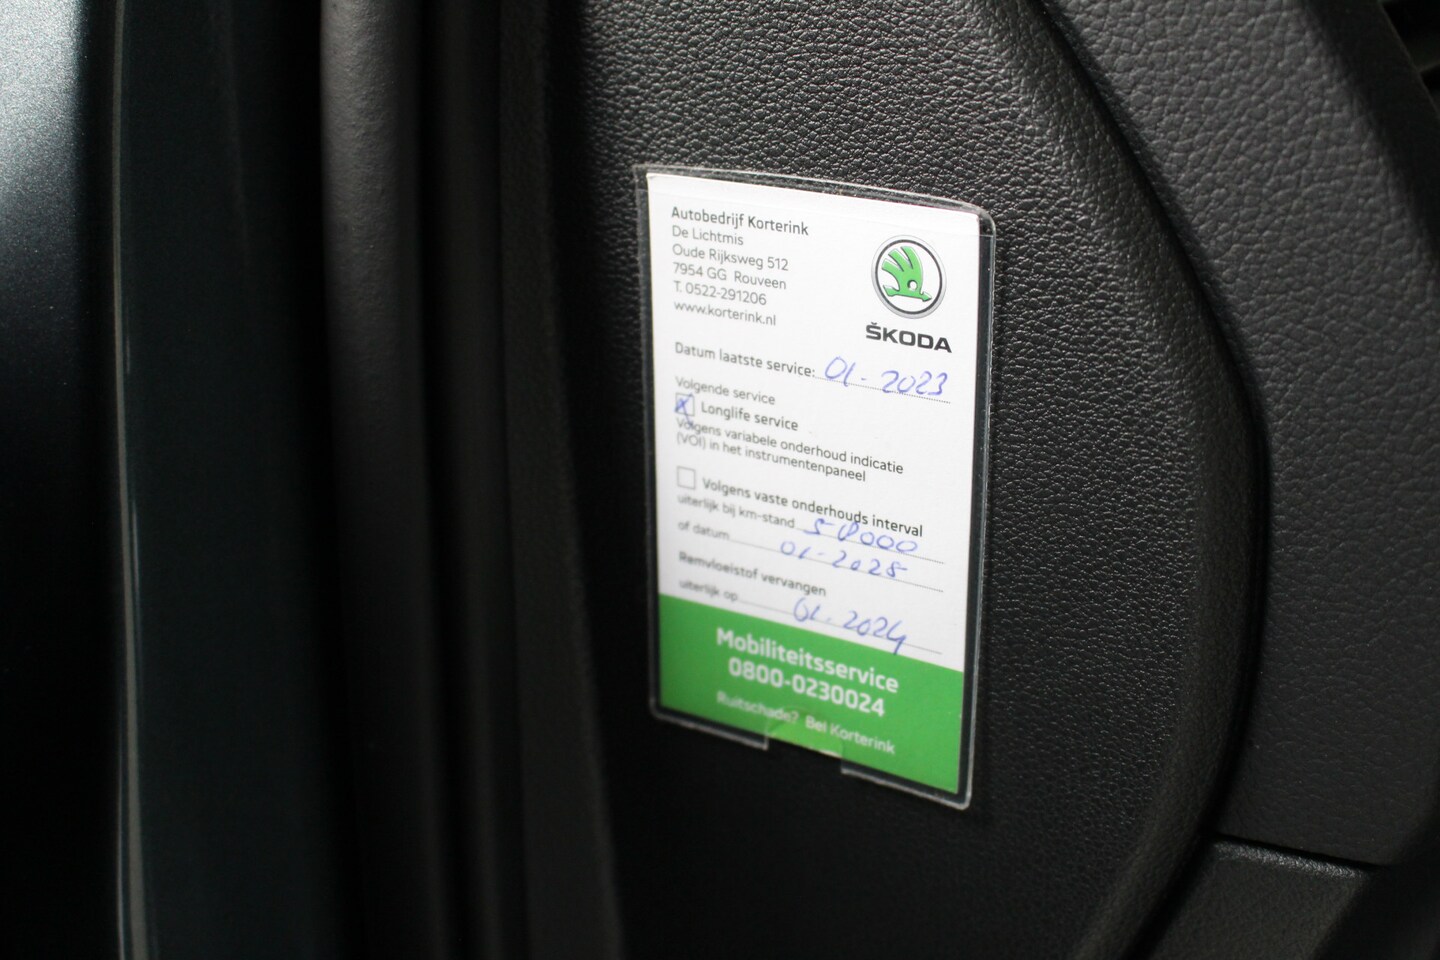 Autobedrijf Korterink
De Lichtmis
Oude Rijksweg 512
7954 GG Rouveen
T. 0522-291206
www.korterink.nl
ŠKODA
Datum laatste service: 01-2023
Volgende service
x Longlife service
Volgens variabele onderhoud indicatie
(VOI) in het instrumentenpaneel
Volgens vaste onderhouds interval
uiterlijk bij km-stand
of datum 01-2025
Remvloeistof vervangen
uiterlijk op 01-2024
Mobiliteitsservice
0800-0230024
Ruitschade? Bel Korterink